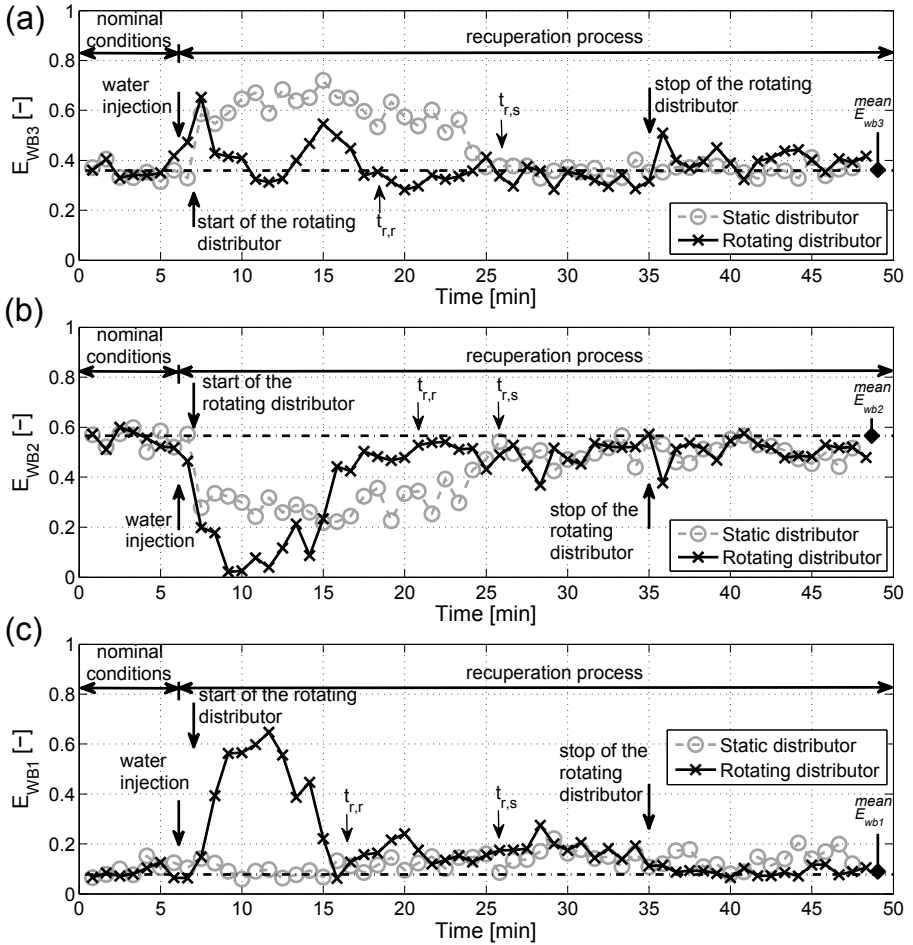 (a)
nominal
conditions
recuperation process
water
injection
stop of the rotating
distributor
t_r,s
mean
E_wb3
start of the rotating
distributor
t_r,r
Static distributor
Rotating distributor
E_WB3 [-]
1
0.8
0.6
0.4
0.2
0
0 5 10 15 20 25 30 35 40 45 50
Time [min]
(b)
nominal
conditions
recuperation process
start of the
rotating distributor
t_r,r
t_r,s
mean
E_wb2
water
injection
stop of the
rotating
distributor
Static distributor
Rotating distributor
E_WB2 [-]
1
0.8
0.6
0.4
0.2
0
0 5 10 15 20 25 30 35 40 45 50
Time [min]
(c)
nominal
conditions
recuperation process
start of the rotating
distributor
water
injection
t_r,r
t_r,s
stop of the
rotating
distributor
Static distributor
Rotating distributor
mean
E_wb1
E_WB1 [-]
1
0.8
0.6
0.4
0.2
0
0 5 10 15 20 25 30 35 40 45 50
Time [min]